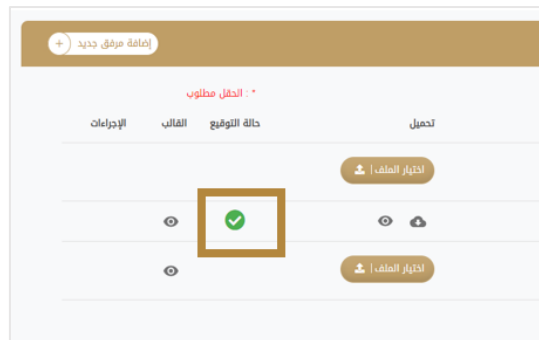 إضافة مرفق جديد
* : الحقل مطلوب
تحميل حالة التوقيع القالب الإجراءات
اختيار الملف
اختيار الملف